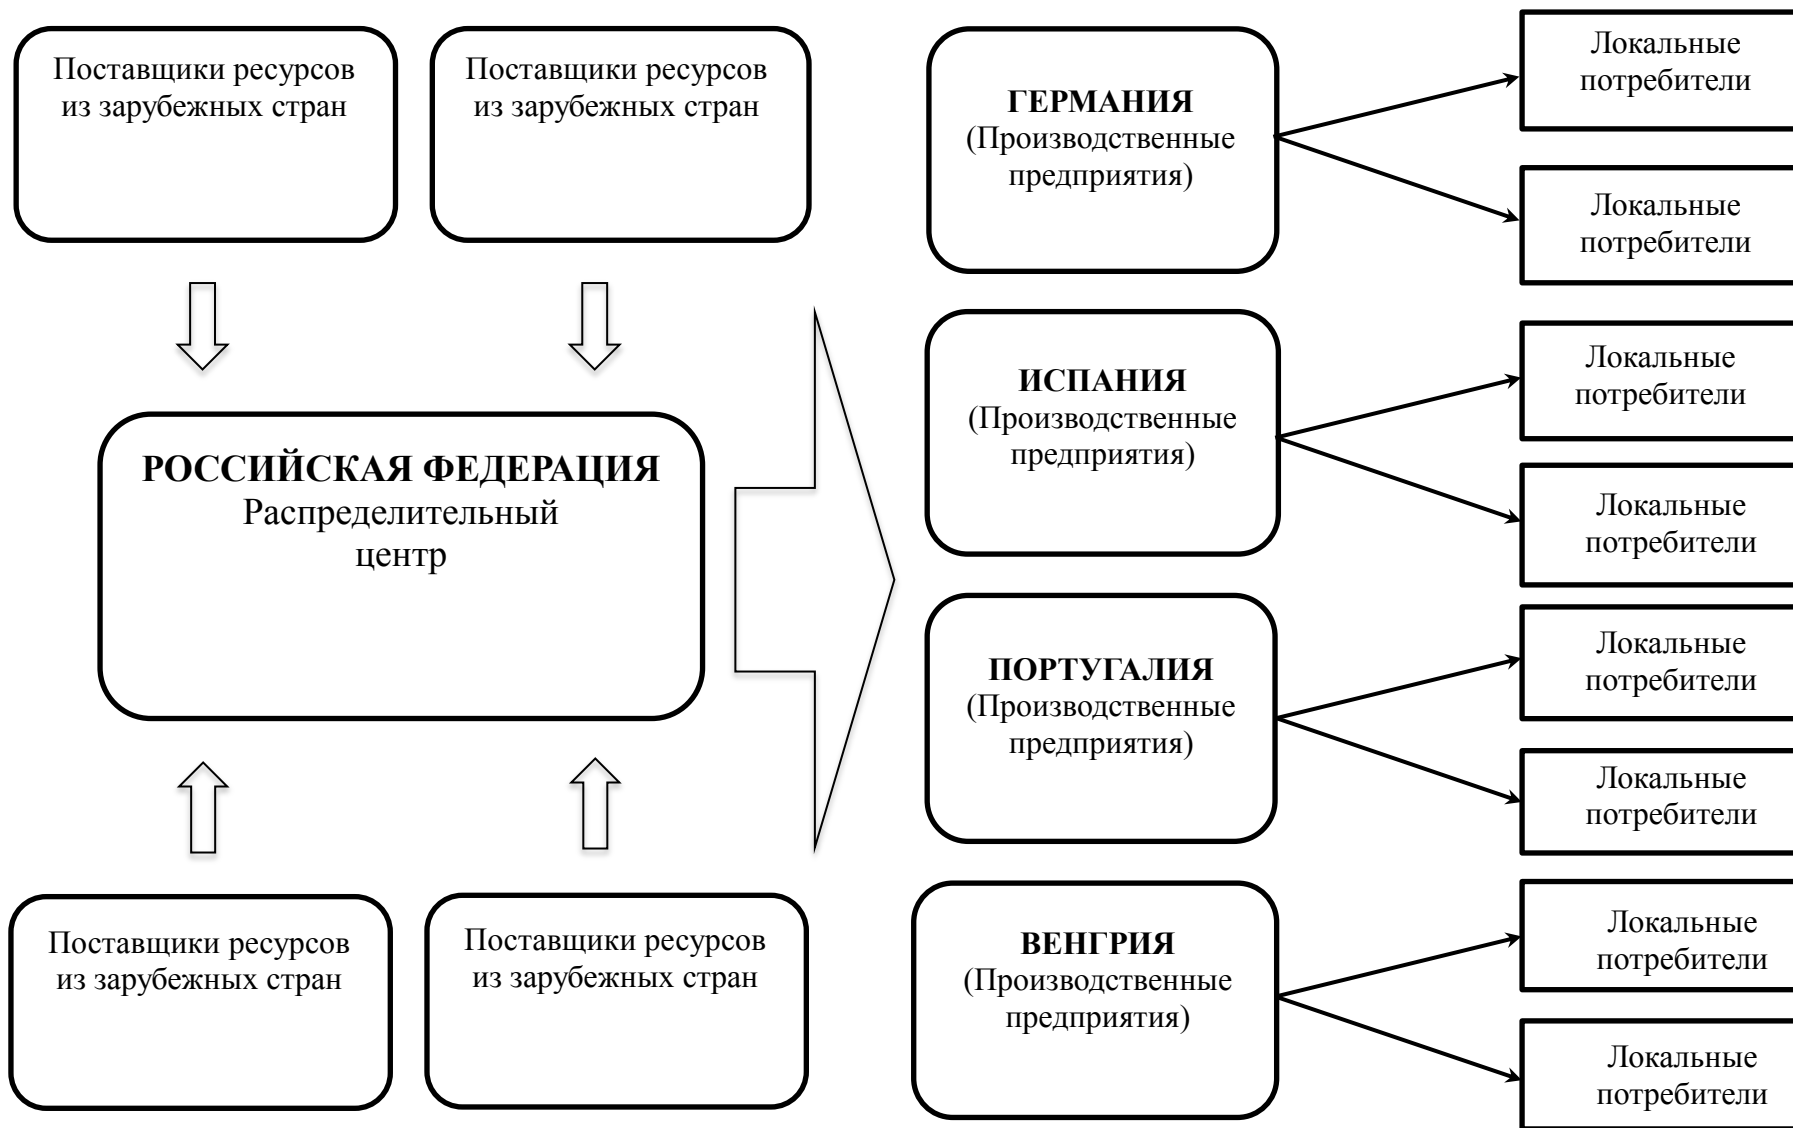 Поставщики ресурсов
из зарубежных стран
Поставщики ресурсов
из зарубежных стран
РОССИЙСКАЯ ФЕДЕРАЦИЯ
Распределительный
центр
Поставщики ресурсов
из зарубежных стран
Поставщики ресурсов
из зарубежных стран
ГЕРМАНИЯ
(Производственные
предприятия)
Локальные
потребители
Локальные
потребители
ИСПАНИЯ
(Производственные
предприятия)
Локальные
потребители
Локальные
потребители
ПОРТУГАЛИЯ
(Производственные
предприятия)
Локальные
потребители
Локальные
потребители
ВЕНГРИЯ
(Производственные
предприятия)
Локальные
потребители
Локальные
потребители